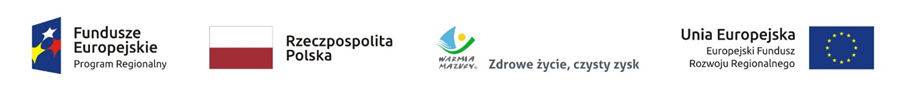 Fundusze
Europejskie
Program Regionalny
Rzeczpospolita
Polska
WARMIA
MAZURY
Zdrowe życie, czysty zysk
Unia Europejska
Europejski Fundusz
Rozwoju Regionalnego